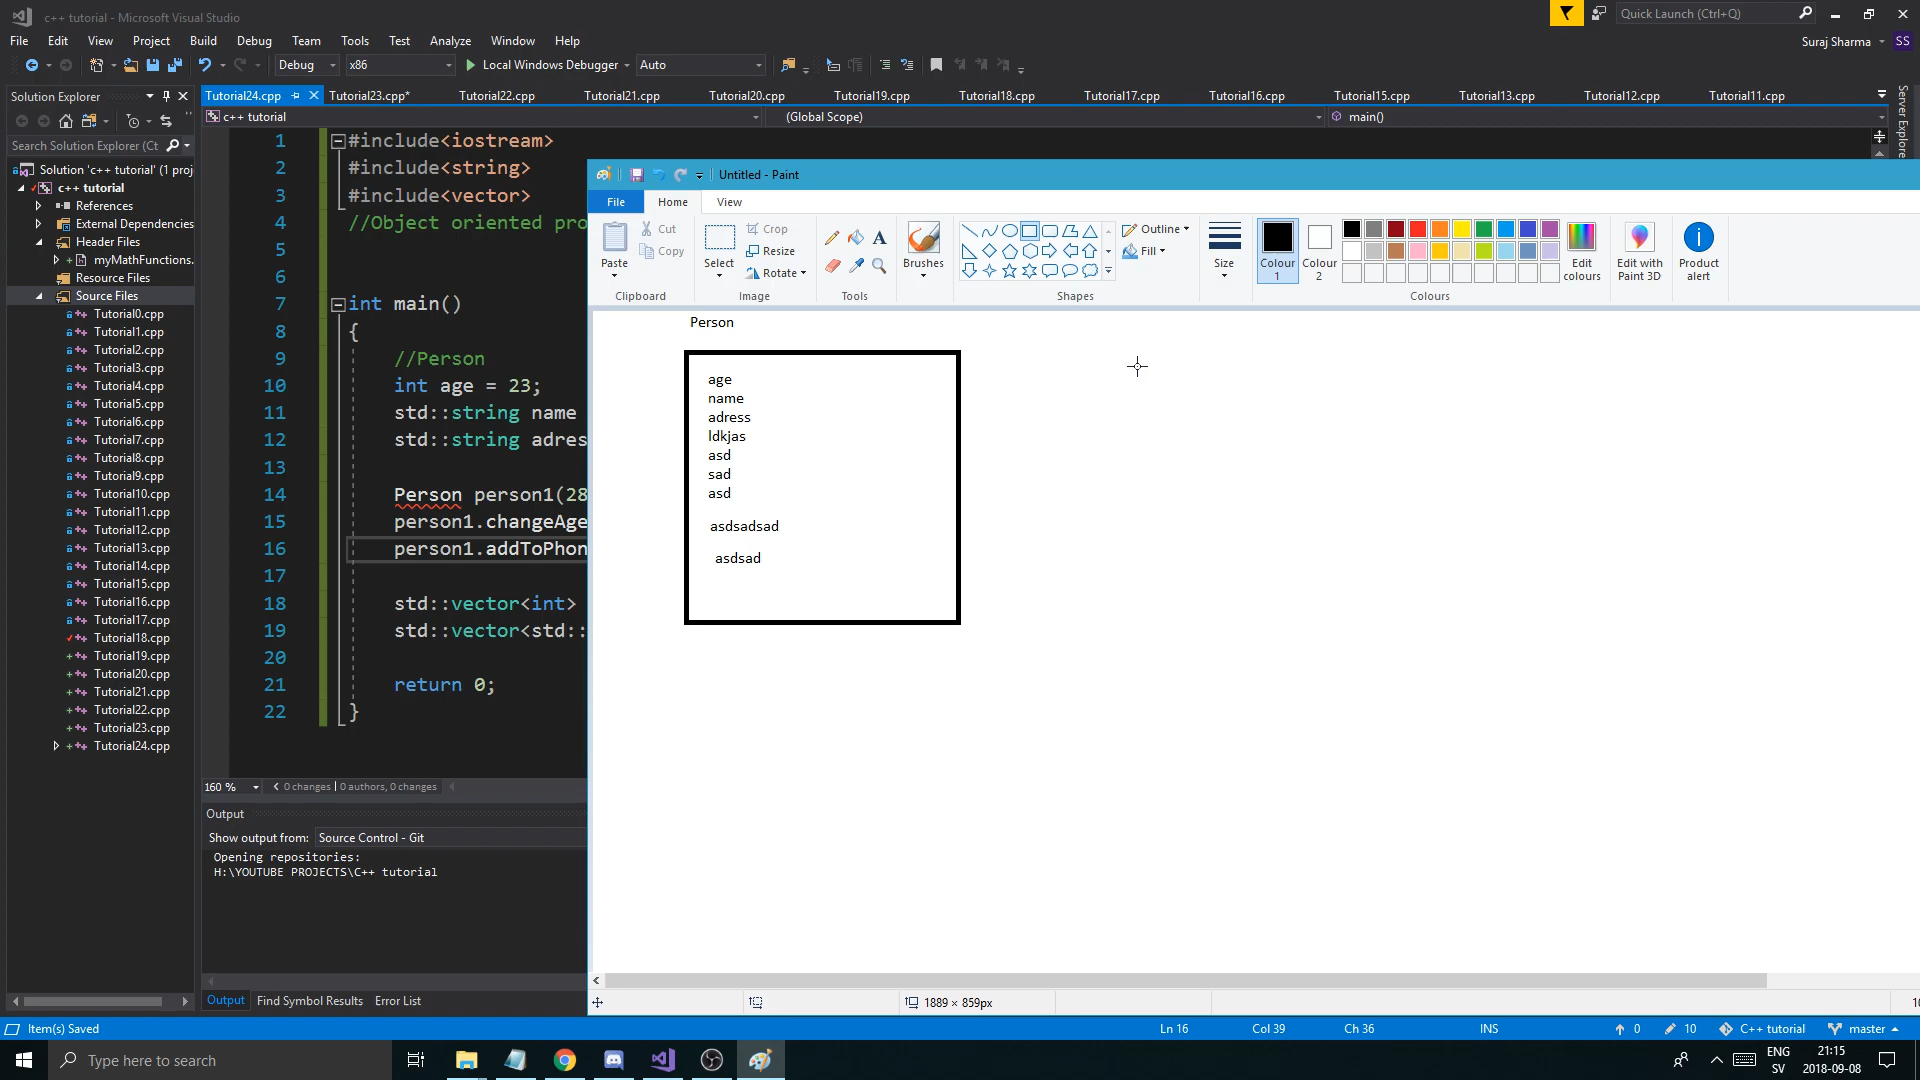 c++ tutorial - Microsoft Visual Studio
Quick Launch (Ctrl+Q)
File Edit View Project Build Debug Team Tools Test Analyze Window Help
Suraj Sharma SS
Debug x86 Local Windows Debugger Auto
Solution Explorer
Tutorial24.cpp Tutorial23.cpp* Tutorial22.cpp Tutorial21.cpp Tutorial20.cpp Tutorial19.cpp Tutorial18.cpp Tutorial17.cpp Tutorial16.cpp Tutorial15.cpp Tutorial13.cpp Tutorial12.cpp Tutorial11.cpp
Server Explorer
c++ tutorial (Global Scope) main()
Search Solution Explorer (Ct
Solution 'c++ tutorial' (1 proj
c++ tutorial
References
External Dependencies
Header Files
myMathFunctions.
Resource Files
Source Files
Tutorial0.cpp
Tutorial1.cpp
Tutorial2.cpp
Tutorial3.cpp
Tutorial4.cpp
Tutorial5.cpp
Tutorial6.cpp
Tutorial7.cpp
Tutorial8.cpp
Tutorial9.cpp
Tutorial10.cpp
Tutorial11.cpp
Tutorial12.cpp
Tutorial13.cpp
Tutorial14.cpp
Tutorial15.cpp
Tutorial16.cpp
Tutorial17.cpp
Tutorial18.cpp
Tutorial19.cpp
Tutorial20.cpp
Tutorial21.cpp
Tutorial22.cpp
Tutorial23.cpp
Tutorial24.cpp
1 #include<iostream>
2 #include<string>
3 #include<vector>
4 //Object oriented pro
5
6
7 int main()
8 {
9 //Person
10 int age = 23;
11 std::string name
12 std::string adres
13
14 Person person1(28
15 person1.changeAge
16 person1.addToPhon
17
18 std::vector<int>
19 std::vector<std::
20
21 return 0;
22 }
160 % 0 changes | 0 authors, 0 changes
Output
Show output from: Source Control - Git
Opening repositories:
H:\YOUTUBE PROJECTS\C++ tutorial
Output Find Symbol Results Error List
Untitled - Paint
File Home View
Paste Cut Copy Select Crop Resize Rotate A Brushes Outline Fill Size Colour 1 Colour 2 Edit colours Edit with Paint 3D Product alert
Clipboard Image Tools Shapes Colours
Person
age
name
adress
ldkjas
asd
sad
asd
asdsadsad
asdsad
1889 × 859px
Item(s) Saved Ln 16 Col 39 Ch 36 INS 0 10 C++ tutorial master
Type here to search
ENG
SV
21:15
2018-09-08